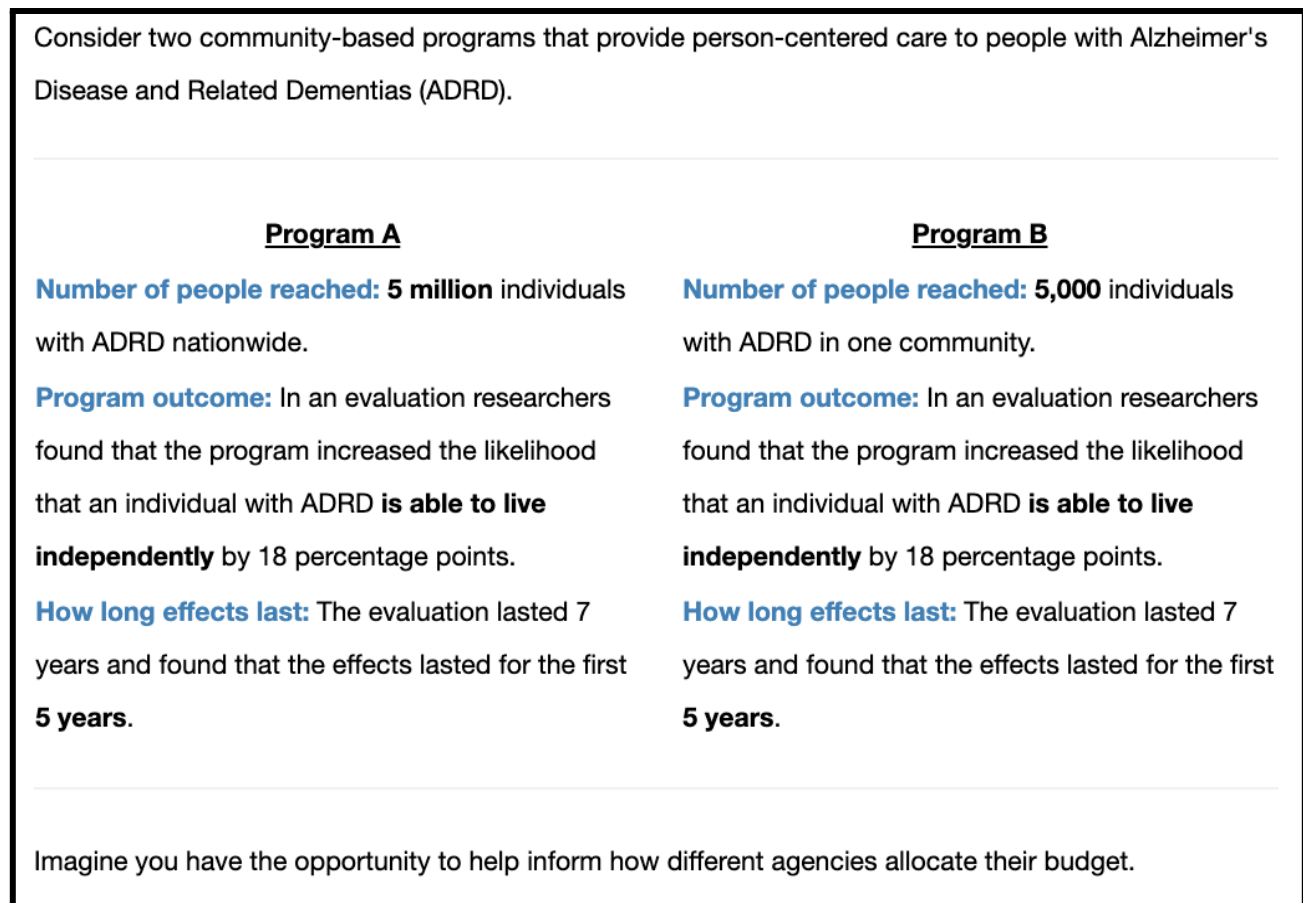 Consider two community-based programs that provide person-centered care to people with Alzheimer's
Disease and Related Dementias (ADRD).
Program A
Number of people reached: 5 million individuals
with ADRD nationwide.
Program outcome: In an evaluation researchers
found that the program increased the likelihood
that an individual with ADRD is able to live
independently by 18 percentage points.
How long effects last: The evaluation lasted 7
years and found that the effects lasted for the first
5 years.
Program B
Number of people reached: 5,000 individuals
with ADRD in one community.
Program outcome: In an evaluation researchers
found that the program increased the likelihood
that an individual with ADRD is able to live
independently by 18 percentage points.
How long effects last: The evaluation lasted 7
years and found that the effects lasted for the first
5 years.
Imagine you have the opportunity to help inform how different agencies allocate their budget.